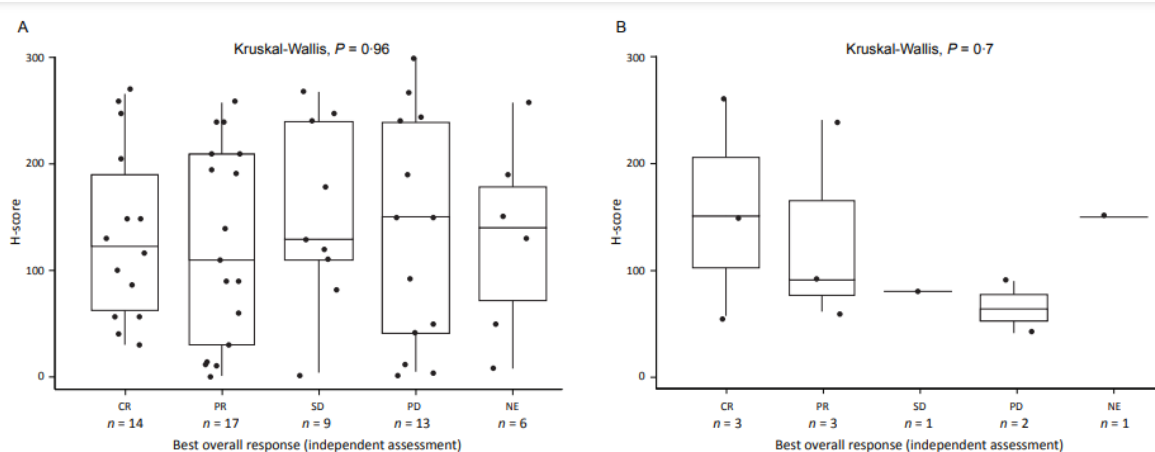 A
Kruskal-Wallis, P = 0·96
300
200
100
0
H-score
CR PR SD PD NE
n = 14 n = 17 n = 9 n = 13 n = 6
Best overall response (independent assessment)
B
Kruskal-Wallis, P = 0·7
300
200
100
0
H-score
CR PR SD PD NE
n = 3 n = 3 n = 1 n = 2 n = 1
Best overall response (independent assessment)